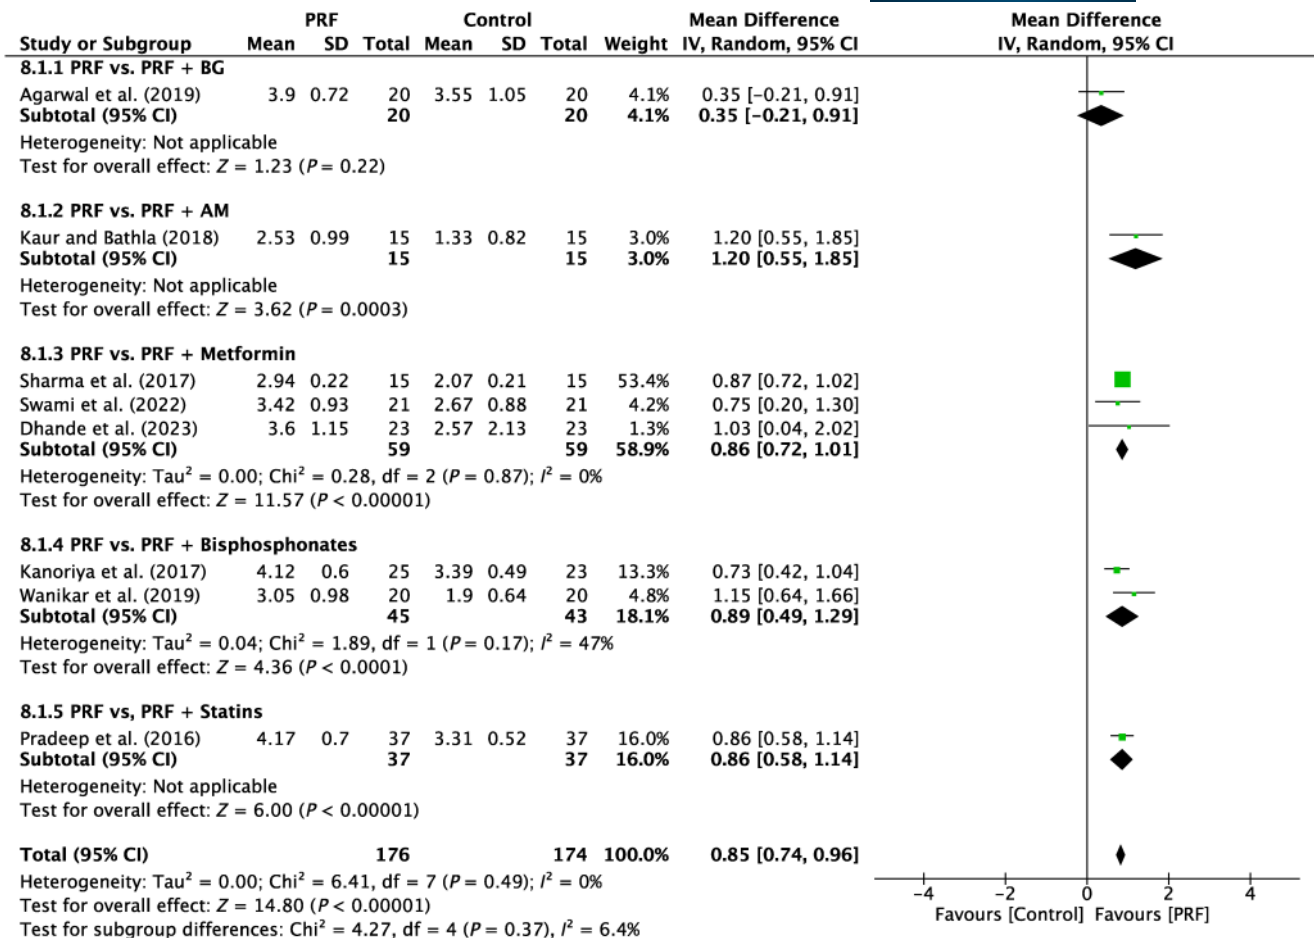 PRF Control Mean Difference Mean Difference
Study or Subgroup Mean SD Total Mean SD Total Weight IV, Random, 95% CI IV, Random, 95% CI
8.1.1 PRF vs. PRF + BG
Agarwal et al. (2019) 3.9 0.72 20 3.55 1.05 20 4.1% 0.35 [−0.21, 0.91]
Subtotal (95% CI) 20 20 4.1% 0.35 [−0.21, 0.91]
Heterogeneity: Not applicable
Test for overall effect: Z = 1.23 (P = 0.22)
8.1.2 PRF vs. PRF + AM
Kaur and Bathla (2018) 2.53 0.99 15 1.33 0.82 15 3.0% 1.20 [0.55, 1.85]
Subtotal (95% CI) 15 15 3.0% 1.20 [0.55, 1.85]
Heterogeneity: Not applicable
Test for overall effect: Z = 3.62 (P = 0.0003)
8.1.3 PRF vs. PRF + Metformin
Sharma et al. (2017) 2.94 0.22 15 2.07 0.21 15 53.4% 0.87 [0.72, 1.02]
Swami et al. (2022) 3.42 0.93 21 2.67 0.88 21 4.2% 0.75 [0.20, 1.30]
Dhande et al. (2023) 3.6 1.15 23 2.57 2.13 23 1.3% 1.03 [0.04, 2.02]
Subtotal (95% CI) 59 59 58.9% 0.86 [0.72, 1.01]
Heterogeneity: Tau² = 0.00; Chi² = 0.28, df = 2 (P = 0.87); I² = 0%
Test for overall effect: Z = 11.57 (P < 0.00001)
8.1.4 PRF vs. PRF + Bisphosphonates
Kanoriya et al. (2017) 4.12 0.6 25 3.39 0.49 23 13.3% 0.73 [0.42, 1.04]
Wanikar et al. (2019) 3.05 0.98 20 1.9 0.64 20 4.8% 1.15 [0.64, 1.66]
Subtotal (95% CI) 45 43 18.1% 0.89 [0.49, 1.29]
Heterogeneity: Tau² = 0.04; Chi² = 1.89, df = 1 (P = 0.17); I² = 47%
Test for overall effect: Z = 4.36 (P < 0.0001)
8.1.5 PRF vs, PRF + Statins
Pradeep et al. (2016) 4.17 0.7 37 3.31 0.52 37 16.0% 0.86 [0.58, 1.14]
Subtotal (95% CI) 37 37 16.0% 0.86 [0.58, 1.14]
Heterogeneity: Not applicable
Test for overall effect: Z = 6.00 (P < 0.00001)
Total (95% CI) 176 174 100.0% 0.85 [0.74, 0.96]
Heterogeneity: Tau² = 0.00; Chi² = 6.41, df = 7 (P = 0.49); I² = 0%
Test for overall effect: Z = 14.80 (P < 0.00001)
Test for subgroup differences: Chi² = 4.27, df = 4 (P = 0.37), I² = 6.4%
−4 −2 0 2 4
Favours [Control] Favours [PRF]